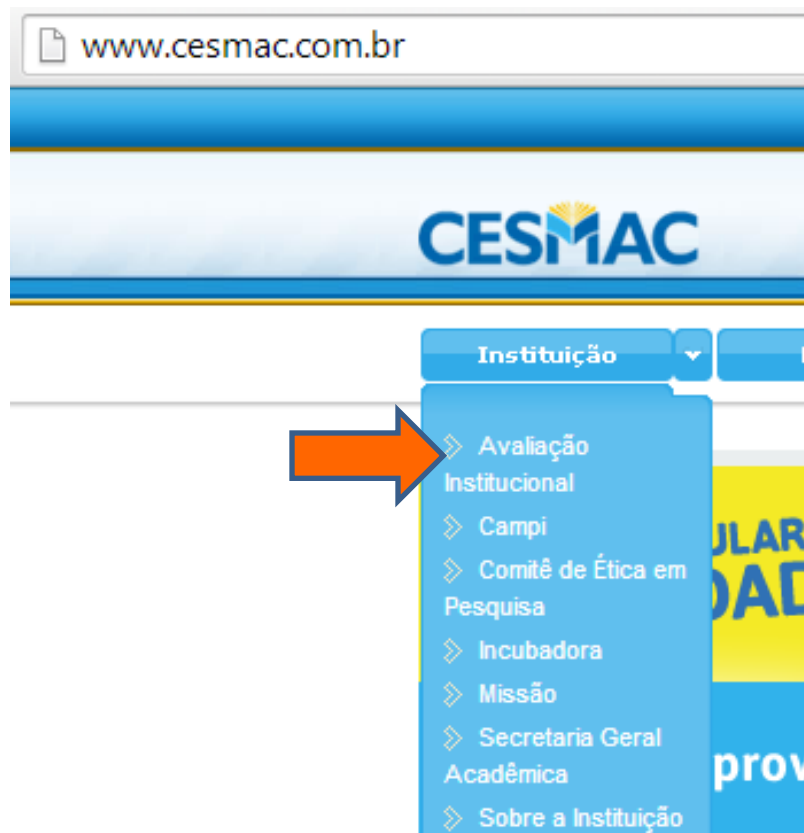 www.cesmac.com.br
CESMAC
Instituição
Avaliação
Institucional
Campi
Comitê de Ética em
Pesquisa
Incubadora
Missão
Secretaria Geral
Acadêmica
Sobre a Instituição